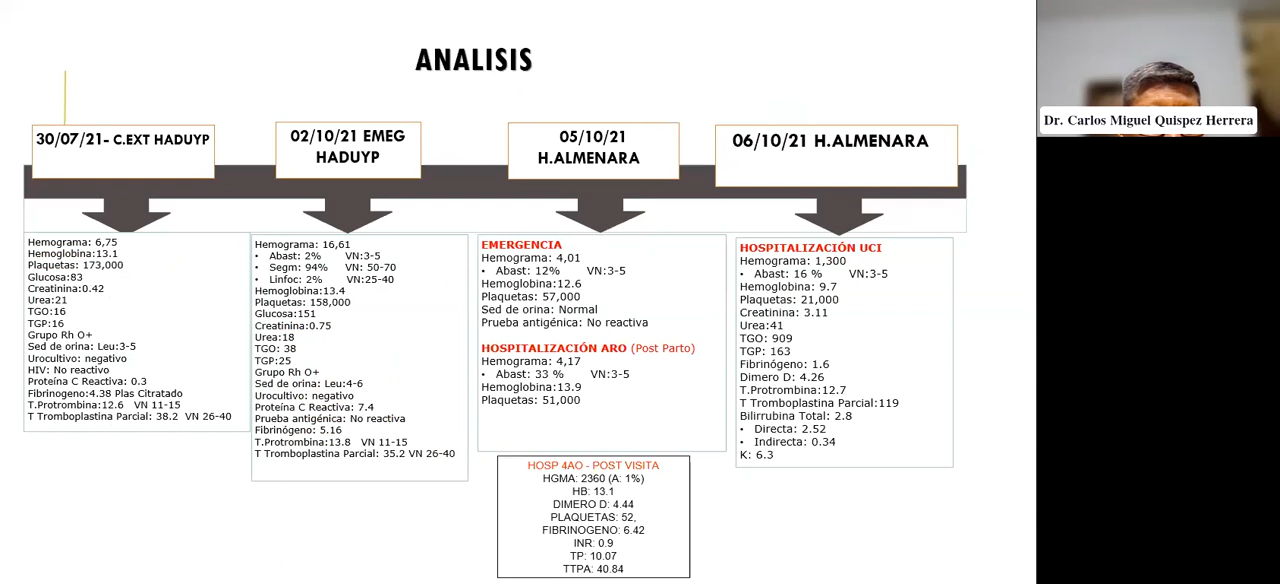 ANALISIS
Dr. Carlos Miguel Quispez Herrera
30/07/21- C.EXT HADUYP
Hemograma: 6,75
Hemoglobina:13.1
Plaquetas: 173,000
Glucosa:83
Creatinina:0.42
Urea:21
TGO:16
TGP:16
Grupo Rh O+
Sed de orina: Leu:3-5
Urocultivo: negativo
HIV: No reactivo
Proteína C Reactiva: 0.3
Fibrinogeno:4.38 Plas Citratado
T.Protrombina:12.6 VN 11-15
T Tromboplastina Parcial: 38.2 VN 26-40
02/10/21 EMEG
HADUYP
Hemograma: 16,61
• Abast: 2% VN:3-5
• Segm: 94% VN: 50-70
• Linfoc: 2% VN:25-40
Hemoglobina:13.4
Plaquetas: 158,000
Glucosa:151
Creatinina:0.75
Urea:18
TGO: 38
TGP:25
Grupo Rh O+
Sed de orina: Leu:4-6
Urocultivo: negativo
Proteína C Reactiva: 7.4
Prueba antigénica: No reactiva
Fibrinógeno: 5.16
T.Protrombina:13.8 VN 11-15
T Tromboplastina Parcial: 35.2 VN 26-40
05/10/21
H.ALMENARA
EMERGENCIA
Hemograma: 4,01
• Abast: 12% VN:3-5
Hemoglobina:12.6
Plaquetas: 57,000
Sed de orina: Normal
Prueba antigénica: No reactiva
HOSPITALIZACIÓN ARO (Post Parto)
Hemograma: 4,17
• Abast: 33 % VN:3-5
Hemoglobina:13.9
Plaquetas: 51,000
HOSP 4AO - POST VISITA
HGMA: 2360 (A: 1%)
HB: 13.1
DIMERO D: 4.44
PLAQUETAS: 52,
FIBRINOGENO: 6.42
INR: 0.9
TP: 10.07
TTPA: 40.84
06/10/21 H.ALMENARA
HOSPITALIZACIÓN UCI
Hemograma: 1,300
• Abast: 16 % VN:3-5
Hemoglobina: 9.7
Plaquetas: 21,000
Creatinina: 3.11
Urea:41
TGO: 909
TGP: 163
Fibrinógeno: 1.6
Dimero D: 4.26
T.Protrombina:12.7
T Tromboplastina Parcial:119
Bilirrubina Total: 2.8
• Directa: 2.52
• Indirecta: 0.34
K: 6.3